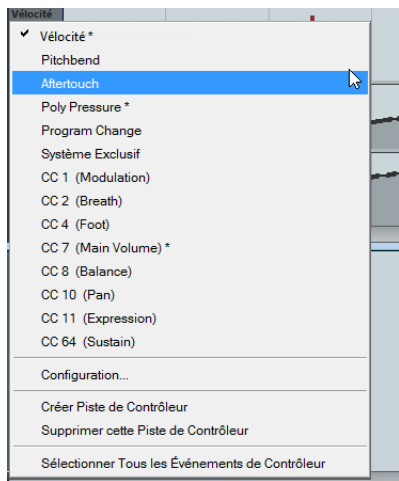 Vélocité
Vélocité *
Pitchbend
Aftertouch
Poly Pressure *
Program Change
Système Exclusif
CC 1 (Modulation)
CC 2 (Breath)
CC 4 (Foot)
CC 7 (Main Volume) *
CC 8 (Balance)
CC 10 (Pan)
CC 11 (Expression)
CC 64 (Sustain)
Configuration...
Créer Piste de Contrôleur
Supprimer cette Piste de Contrôleur
Sélectionner Tous les Événements de Contrôleur